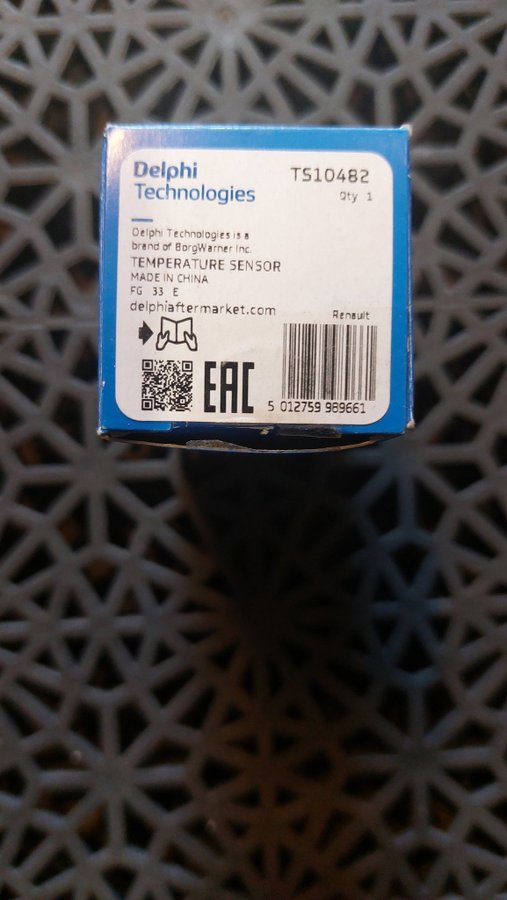 Delphi
Technologies
TS10482
Qty 1
Delphi Technologies is a
brand of BorgWarner Inc.
TEMPERATURE SENSOR
MADE IN CHINA
FG 33 E
delphiaftermarket.com
Renault
EAC
5 012759 989661